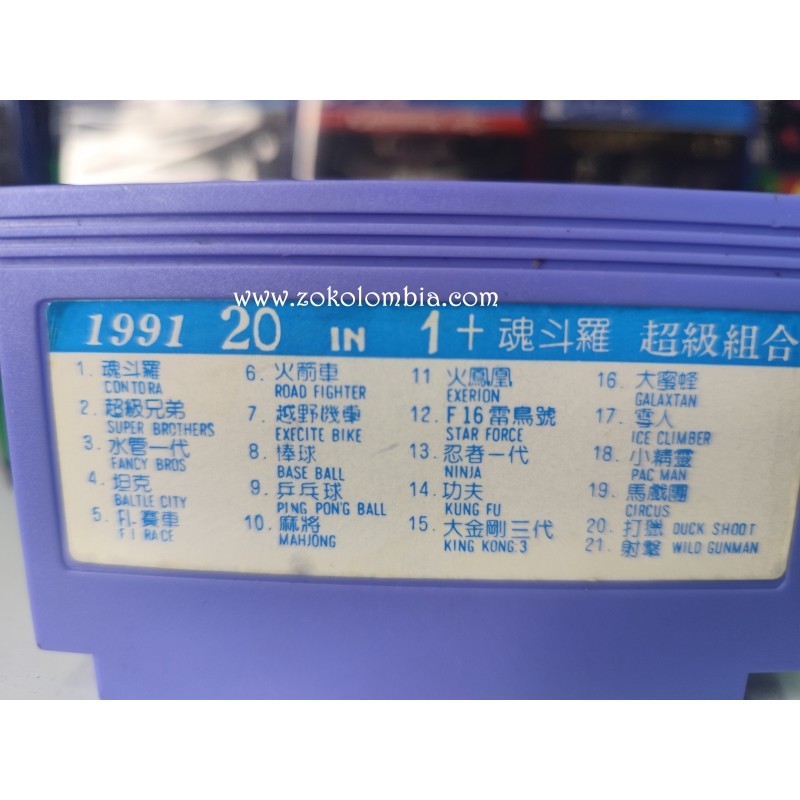 www.zokolombia.com
1991 20 IN 1 + 魂斗羅 超級組合
1. 魂斗羅
CONTORA
2. 超級兄弟
SUPER BROTHERS
3. 水管一代
FANCY BROS
4. 坦克
BALTLE CITY
5. F1. 賽車
F1 RACE
6. 火箭車
ROAD FIGHTER
7. 越野機車
EXECITE BIKE
8. 棒球
BASE BALL
9. 乒乓球
PING PONG BALL
10. 麻將
MAHJONG
11 火鳳凰
EXERION
12. F16雷鳥號
STAR FORCE
13. 忍者一代
NINJA
14. 功夫
KUNG FU
15. 大金剛三代
KING KONG.3
16. 大蜜蜂
GALAXTAN
17. 雪人
ICE CLIMBER
18. 小精靈
PAC MAN
19. 馬戲團
CIRCUS
20. 打獵 DUCK SHOOT
21. 射擊 WILD GUNMAN